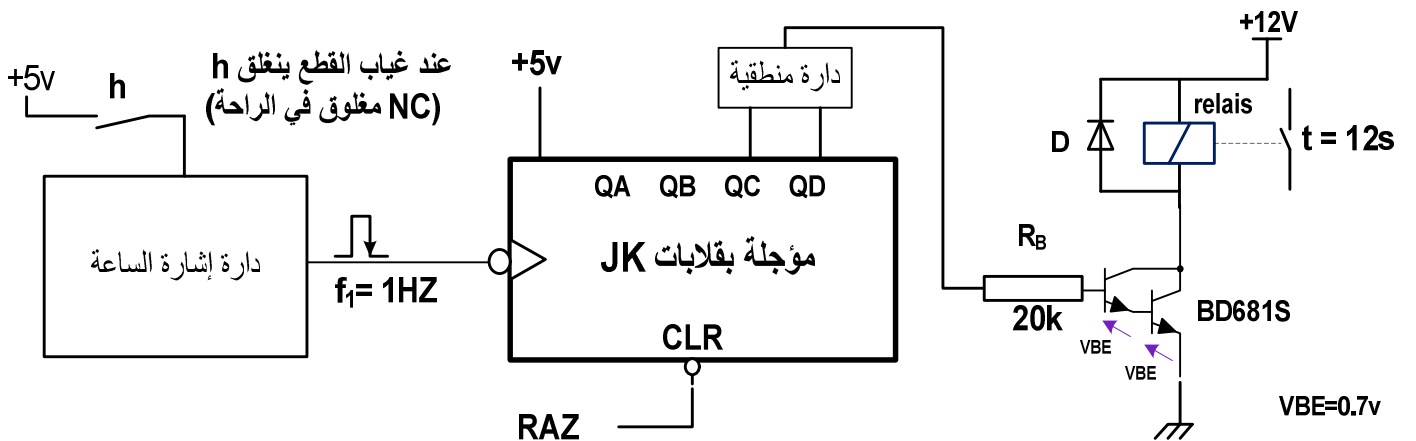 +12V
عند غياب القطع ينغلق h
(NC مغلوق في الراحة)
+5v
h
+5v
دارة منطقية
relais
D
t = 12s
QA QB QC QD
مؤجلة بقلابات JK
دارة إشارة الساعة
f1= 1HZ
RB
20k
BD681S
CLR
VBE
VBE
VBE=0.7v
RAZ